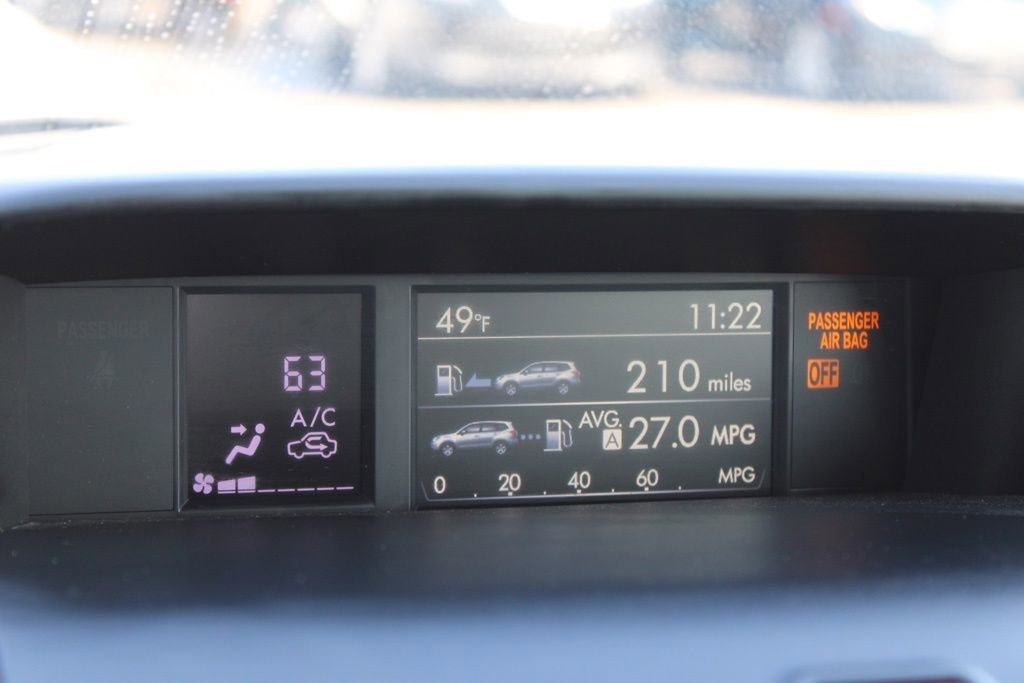 PASSENGER
63
A/C
49°F
11:22
210 miles
AVG.
A 27.0 MPG
0 20 40 60 MPG
PASSENGER
AIR BAG
OFF